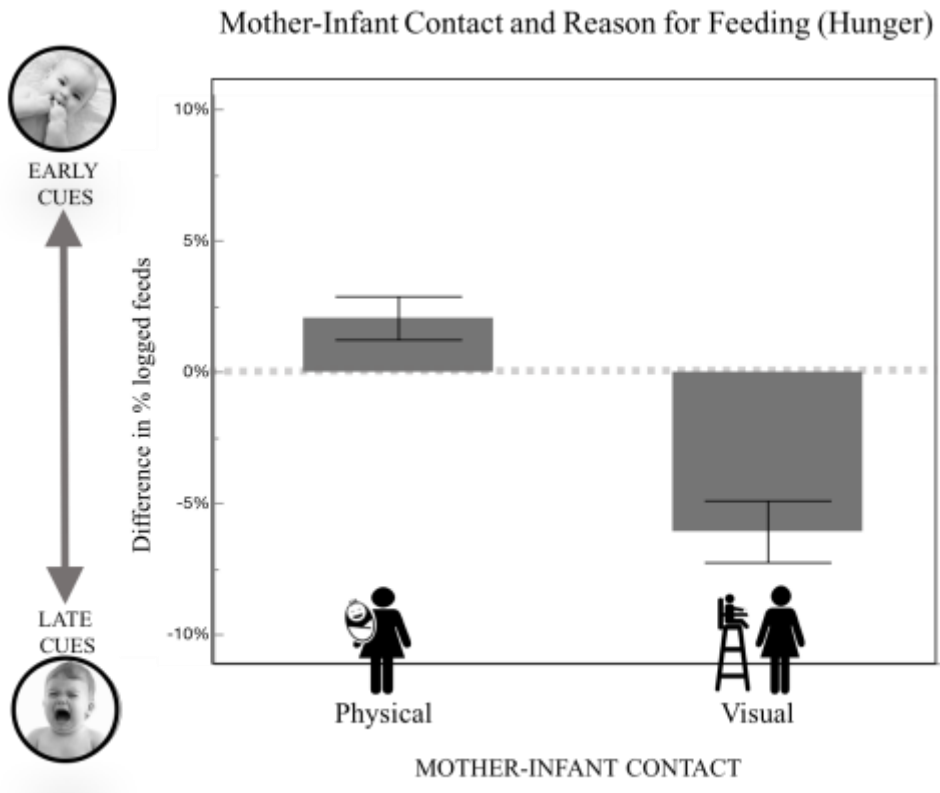 Mother-Infant Contact and Reason for Feeding (Hunger)
EARLY
CUES
LATE
CUES
Difference in % logged feeds
10%
5%
0%
-5%
-10%
Physical
Visual
MOTHER-INFANT CONTACT